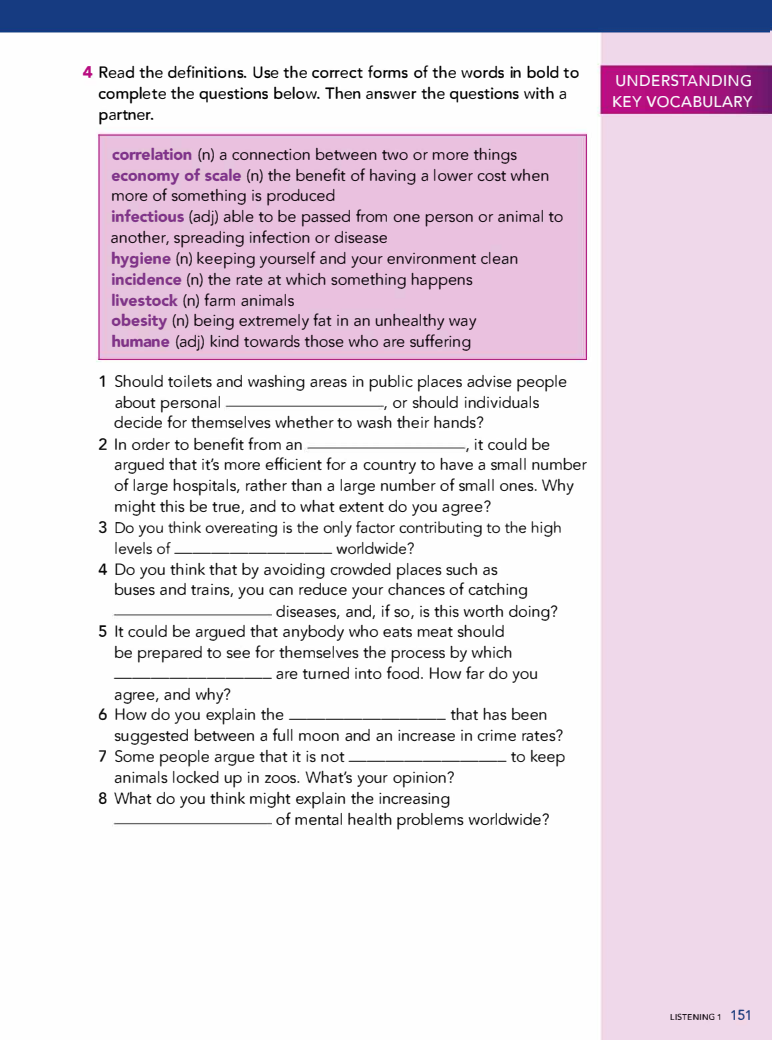 4 Read the definitions. Use the correct forms of the words in bold to
complete the questions below. Then answer the questions with a
partner.
UNDERSTANDING
KEY VOCABULARY
correlation (n) a connection between two or more things
economy of scale (n) the benefit of having a lower cost when
more of something is produced
infectious (adj) able to be passed from one person or animal to
another, spreading infection or disease
hygiene (n) keeping yourself and your environment clean
incidence (n) the rate at which something happens
livestock (n) farm animals
obesity (n) being extremely fat in an unhealthy way
humane (adj) kind towards those who are suffering
1 Should toilets and washing areas in public places advise people
about personal ____________________, or should individuals
decide for themselves whether to wash their hands?
2 In order to benefit from an ____________________, it could be
argued that it's more efficient for a country to have a small number
of large hospitals, rather than a large number of small ones. Why
might this be true, and to what extent do you agree?
3 Do you think overeating is the only factor contributing to the high
levels of ____________________ worldwide?
4 Do you think that by avoiding crowded places such as
buses and trains, you can reduce your chances of catching
____________________ diseases, and, if so, is this worth doing?
5 It could be argued that anybody who eats meat should
be prepared to see for themselves the process by which
____________________ are turned into food. How far do you
agree, and why?
6 How do you explain the ____________________ that has been
suggested between a full moon and an increase in crime rates?
7 Some people argue that it is not ____________________ to keep
animals locked up in zoos. What's your opinion?
8 What do you think might explain the increasing
____________________ of mental health problems worldwide?
LISTENING 1 151